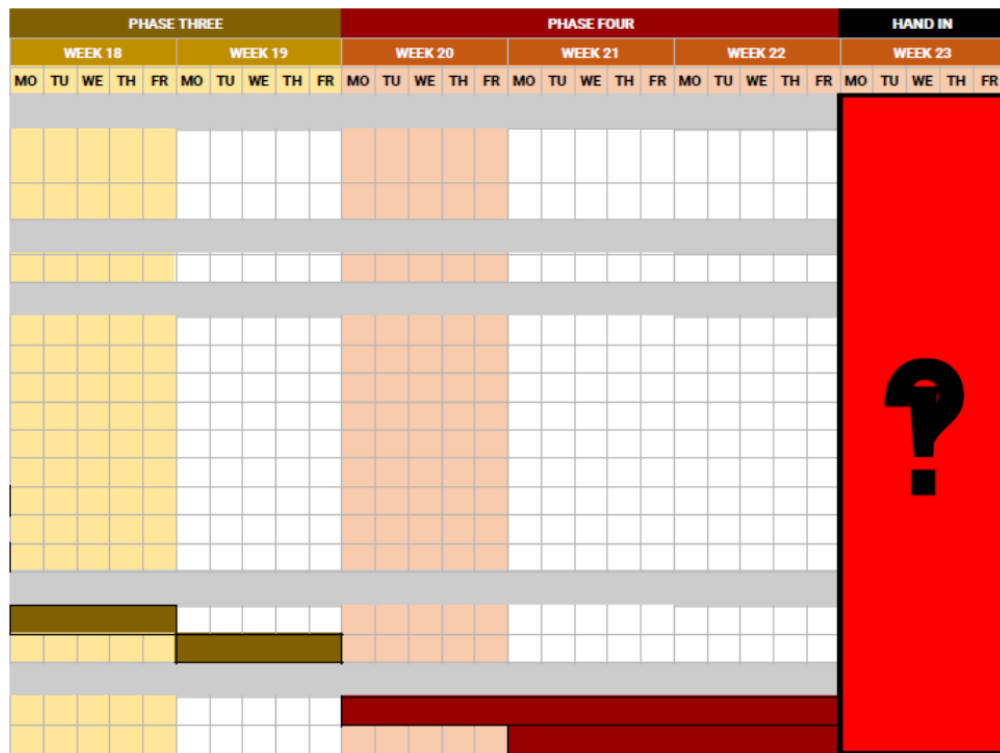 PHASE THREE PHASE FOUR HAND IN
WEEK 18 WEEK 19 WEEK 20 WEEK 21 WEEK 22 WEEK 23
MO TU WE TH FR MO TU WE TH FR MO TU WE TH FR MO TU WE TH FR MO TU WE TH FR MO TU WE TH FR
?